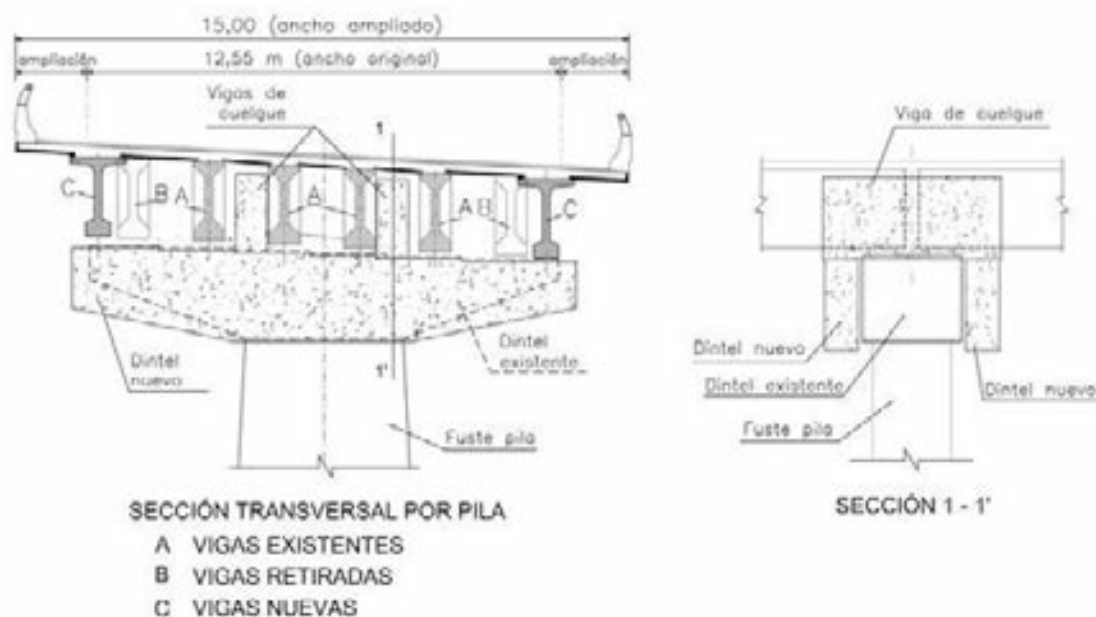 15,00 (ancho ampliado)
ampliación 12,55 m (ancho original) ampliación
Vigas de
cuelgue
1
C B A A A B C
Dintel
nuevo
Dintel
existente
1'
Fuste pila
SECCIÓN TRANSVERSAL POR PILA
A VIGAS EXISTENTES
B VIGAS RETIRADAS
C VIGAS NUEVAS
Viga de cuelgue
Dintel nuevo
Dintel existente
Dintel nuevo
Fuste pila
SECCIÓN 1 - 1'